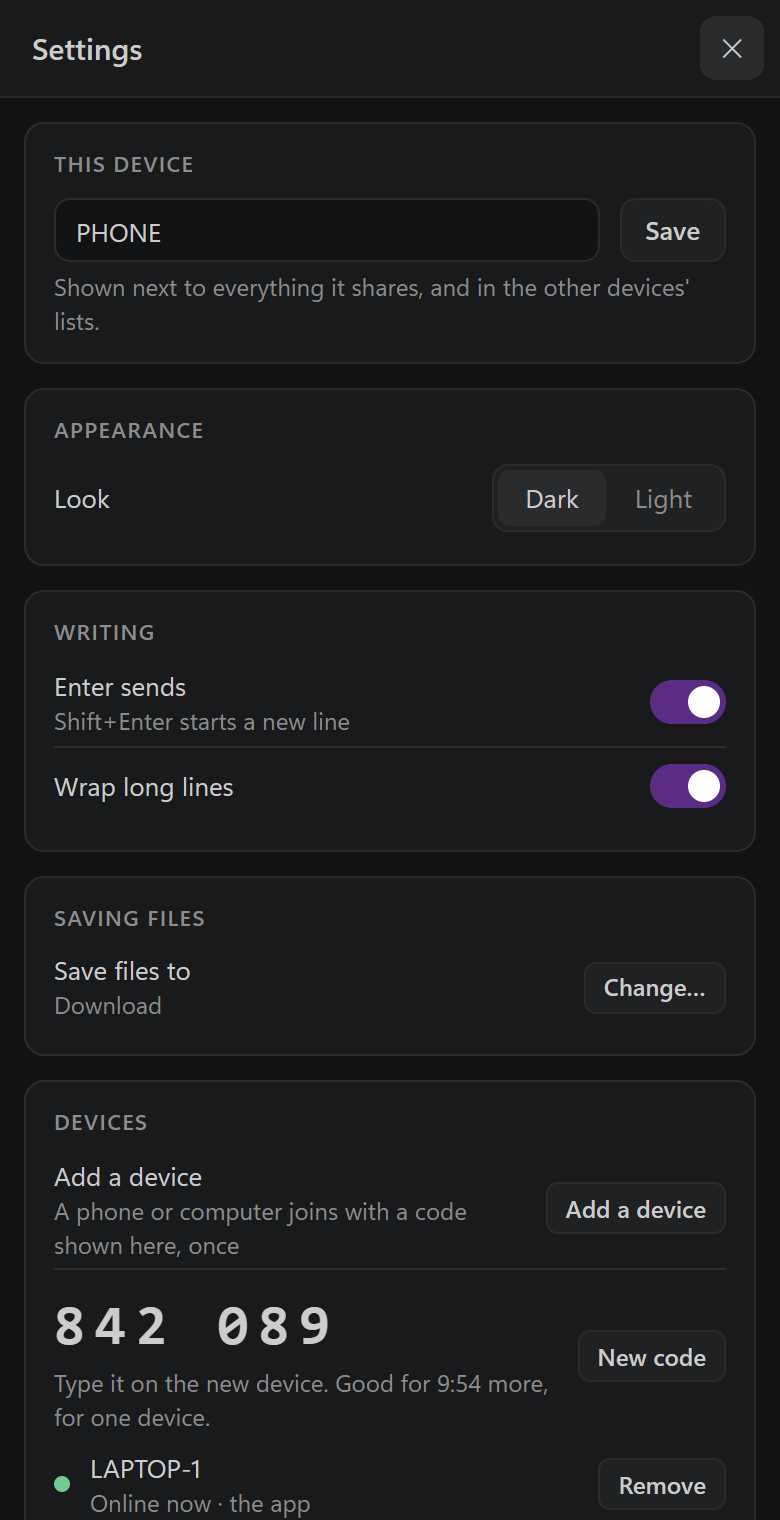 Settings
THIS DEVICE
PHONE
Save
Shown next to everything it shares, and in the other devices'
lists.
APPEARANCE
Look
Dark
Light
WRITING
Enter sends
Shift+Enter starts a new line
Wrap long lines
SAVING FILES
Save files to
Download
Change...
DEVICES
Add a device
A phone or computer joins with a code
shown here, once
Add a device
842 089
Type it on the new device. Good for 9:54 more,
for one device.
New code
LAPTOP-1
Online now · the app
Remove